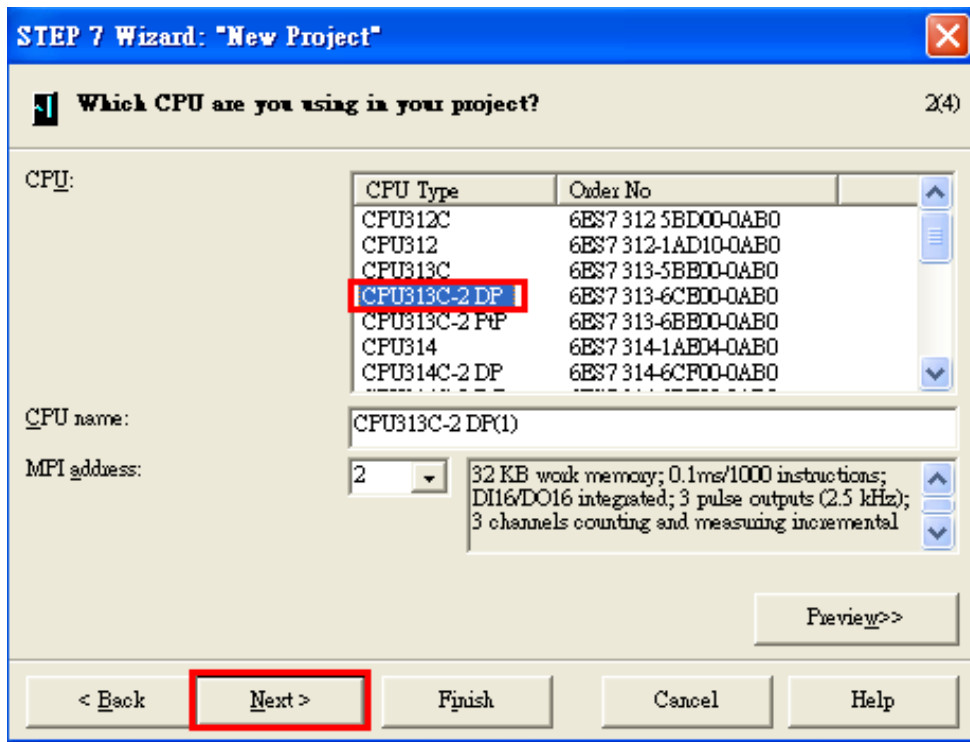 STEP 7 Wizard: "New Project"
Which CPU are you using in your project?
2(4)
CPU:
CPU Type Order No
CPU312C 6ES7 312 5BD00-0AB0
CPU312 6ES7 312-1AD10-0AB0
CPU313C 6ES7 313-5BE00-0AB0
CPU313C-2 DP 6ES7 313-6CE00-0AB0
CPU313C-2 PtP 6ES7 313-6BE00-0AB0
CPU314 6ES7 314-1AE04-0AB0
CPU314C-2 DP 6ES7 314-6CF00-0AB0
CPU name:
CPU313C-2 DP(1)
MPI address:
2
32 KB work memory; 0.1ms/1000 instructions;
DI16/DO16 integrated; 3 pulse outputs (2.5 kHz);
3 channels counting and measuring incremental
Preview>>
< Back Next > Finish Cancel Help